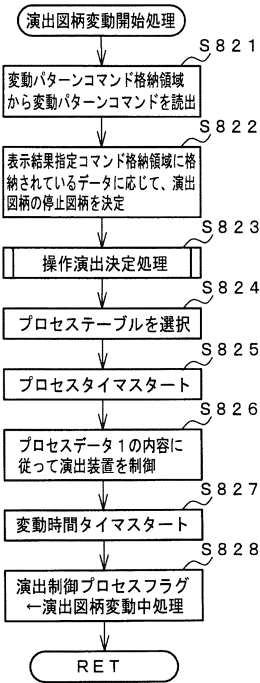 演出図柄変動開始処理
S821
変動パターンコマンド格納領域
から変動パターンコマンドを読出
S822
表示結果指定コマンド格納領域に格
納されているデータに応じて、演出
図柄の停止図柄を決定
S823
操作演出決定処理
S824
プロセステーブルを選択
S825
プロセスタイマスタート
S826
プロセスデータ1の内容に
従って演出装置を制御
S827
変動時間タイマスタート
S828
演出制御プロセスフラグ
←演出図柄変動中処理
RET